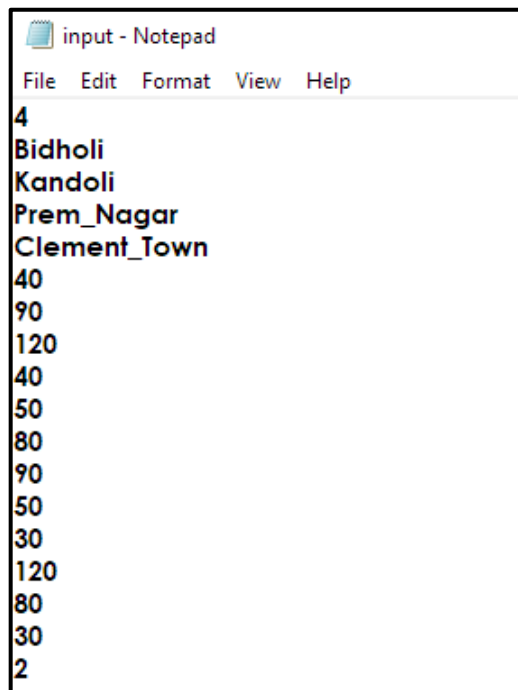 input - Notepad
File Edit Format View Help
4
Bidholi
Kandoli
Prem_Nagar
Clement_Town
40
90
120
40
50
80
90
50
30
120
80
30
2